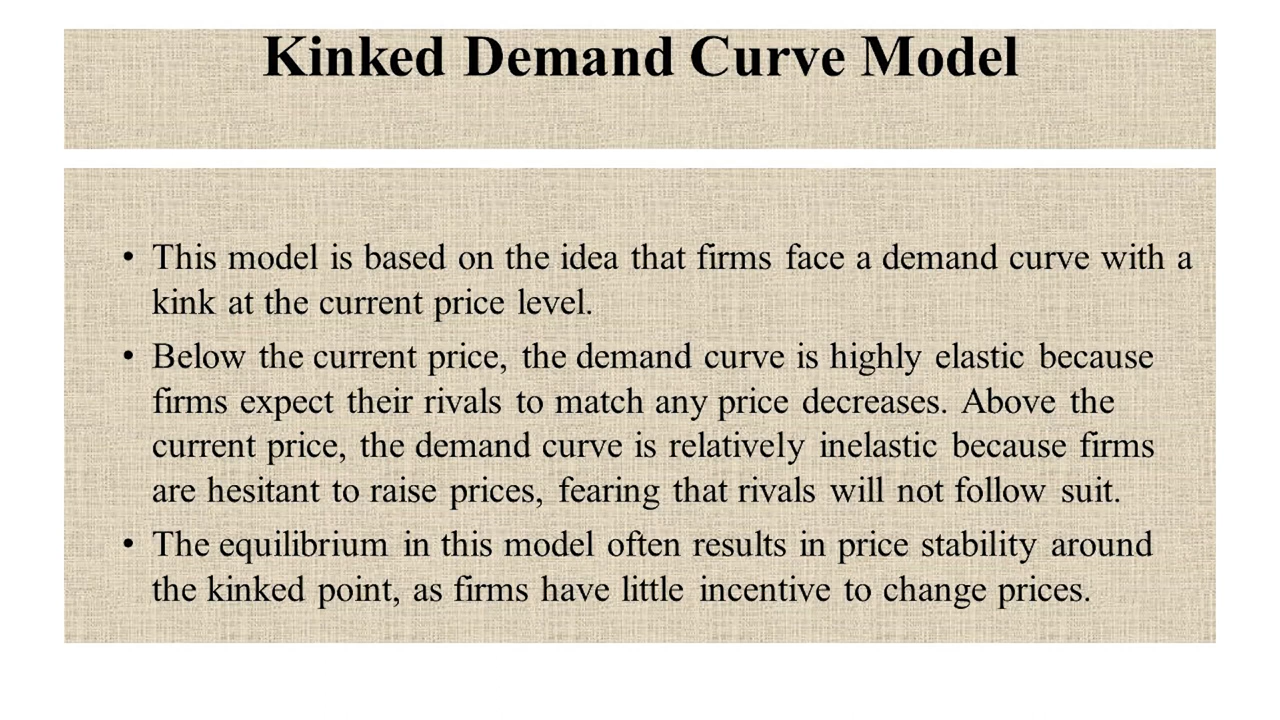 Kinked Demand Curve Model
• This model is based on the idea that firms face a demand curve with a
kink at the current price level.
• Below the current price, the demand curve is highly elastic because
firms expect their rivals to match any price decreases. Above the
current price, the demand curve is relatively inelastic because firms
are hesitant to raise prices, fearing that rivals will not follow suit.
• The equilibrium in this model often results in price stability around
the kinked point, as firms have little incentive to change prices.